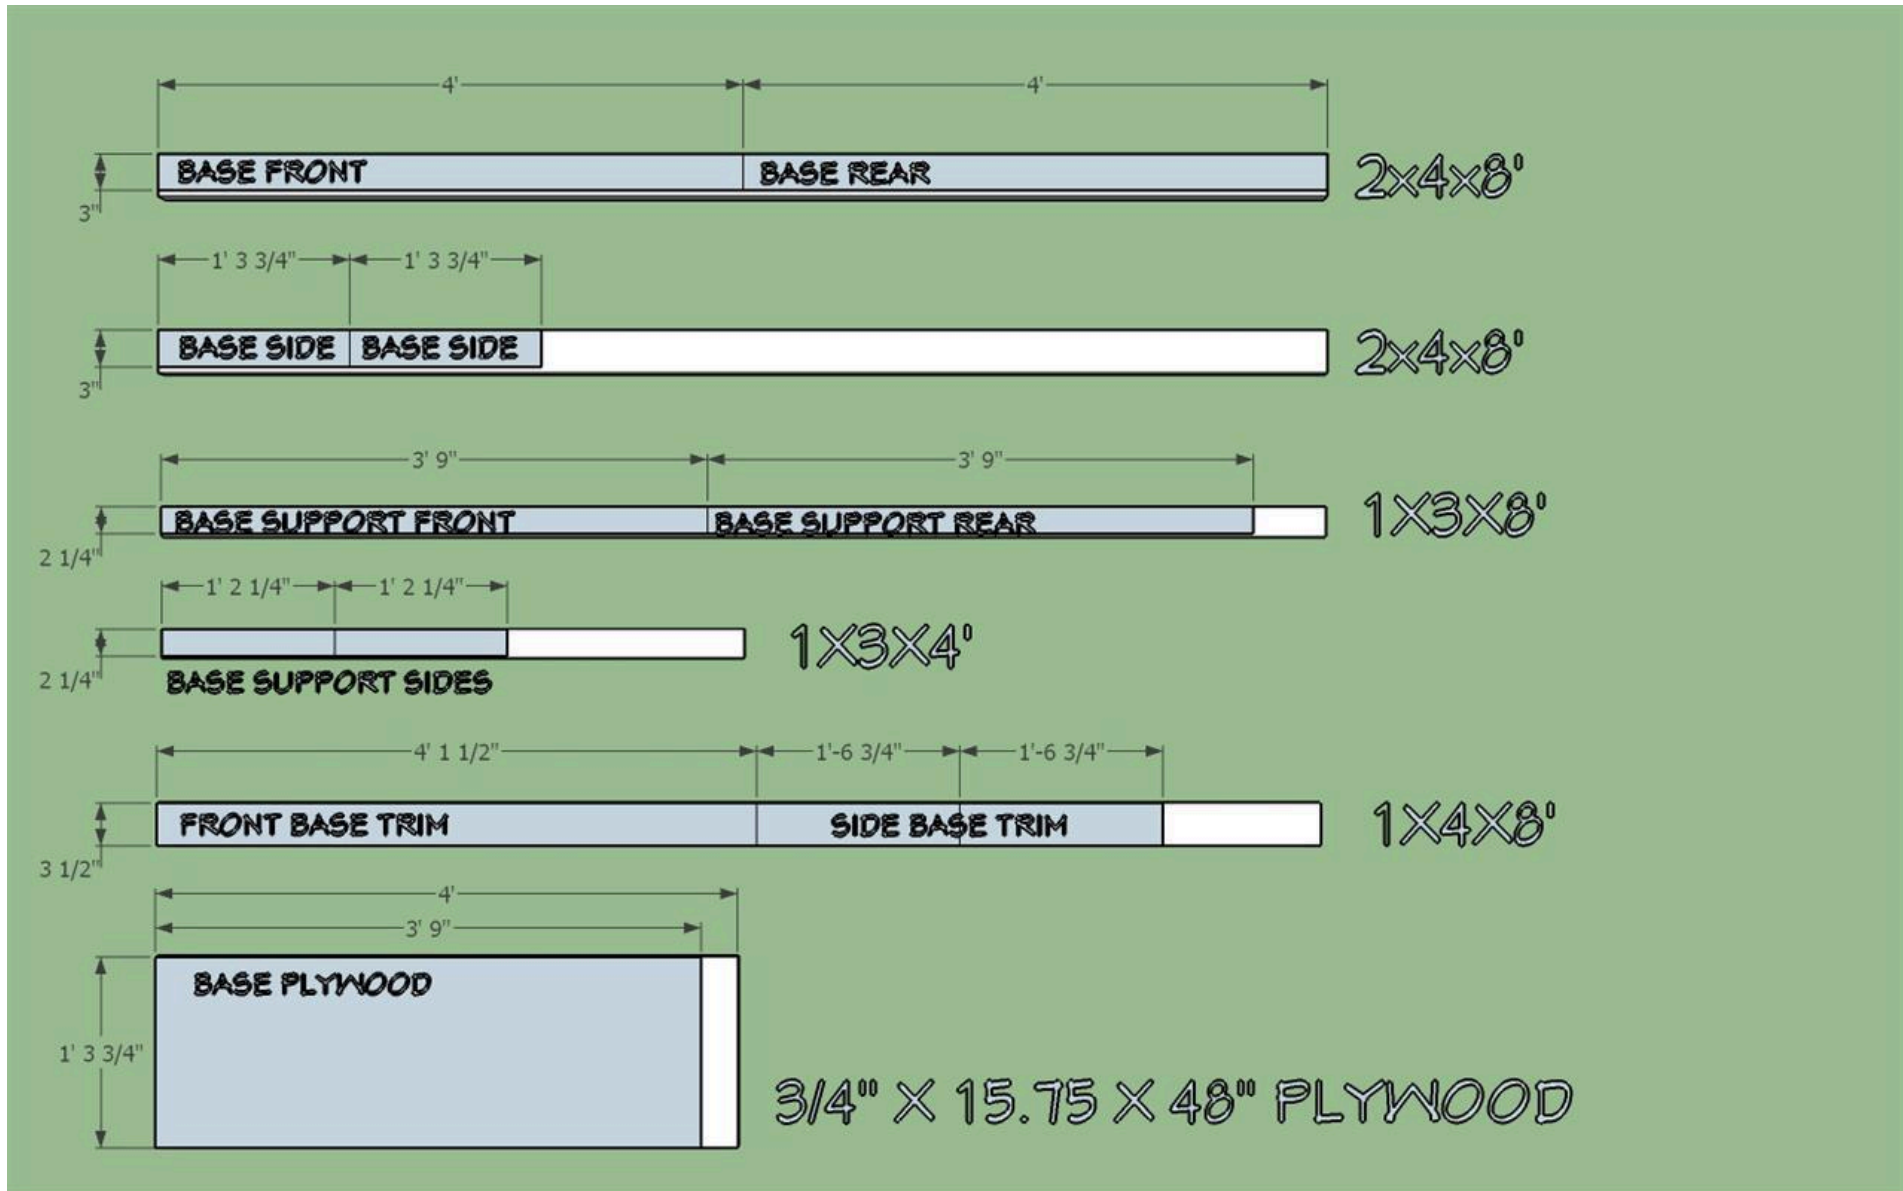 4' 4'
BASE FRONT BASE REAR 2x4x8'
3"
1' 3 3/4" 1' 3 3/4"
BASE SIDE BASE SIDE 2x4x8'
3"
3' 9" 3' 9"
BASE SUPPORT FRONT BASE SUPPORT REAR 1X3X8'
2 1/4"
1' 2 1/4" 1' 2 1/4"
1X3X4'
2 1/4" BASE SUPPORT SIDES
4' 1 1/2" 1'-6 3/4" 1'-6 3/4"
FRONT BASE TRIM SIDE BASE TRIM 1X4X8'
3 1/2"
4'
3' 9"
BASE PLYWOOD
1' 3 3/4"
3/4" X 15.75 X 48" PLYWOOD